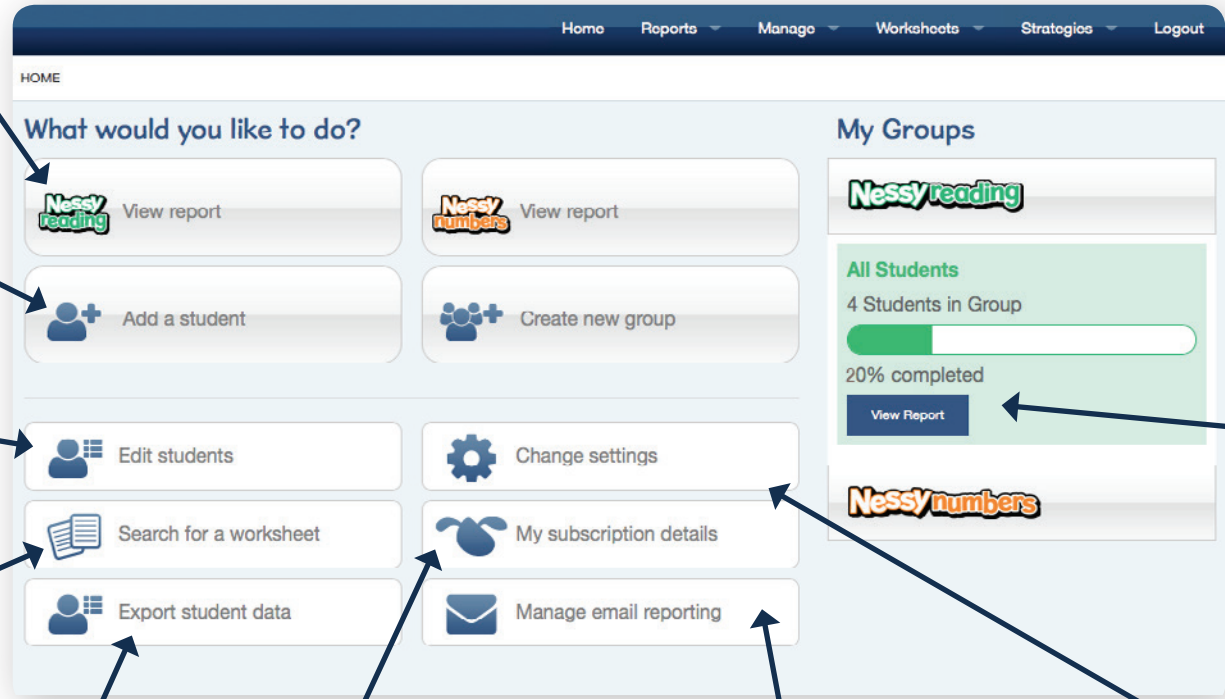 Home Reports Manage Worksheets Strategies Logout
HOME
What would you like to do?
Nessy reading View report
Nessy numbers View report
Add a student
Create new group
Edit students
Change settings
Search for a worksheet
My subscription details
Export student data
Manage email reporting
My Groups
Nessy reading
All Students
4 Students in Group
20% completed
View Report
Nessy numbers